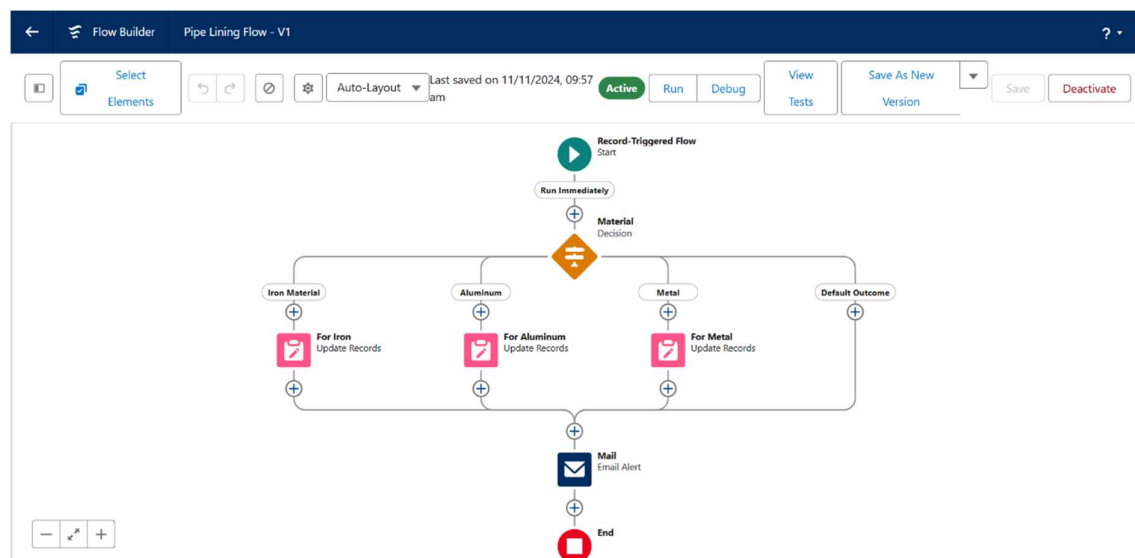 Flow Builder
Pipe Lining Flow - V1
?
Select
Elements
Auto-Layout
Last saved on 11/11/2024, 09:57
am
Active
Run
Debug
View
Tests
Save As New
Version
Save
Deactivate
Record-Triggered Flow
Start
Run Immediately
Material
Decision
Iron Material
Aluminum
Metal
Default Outcome
For Iron
Update Records
For Aluminum
Update Records
For Metal
Update Records
Mail
Email Alert
End